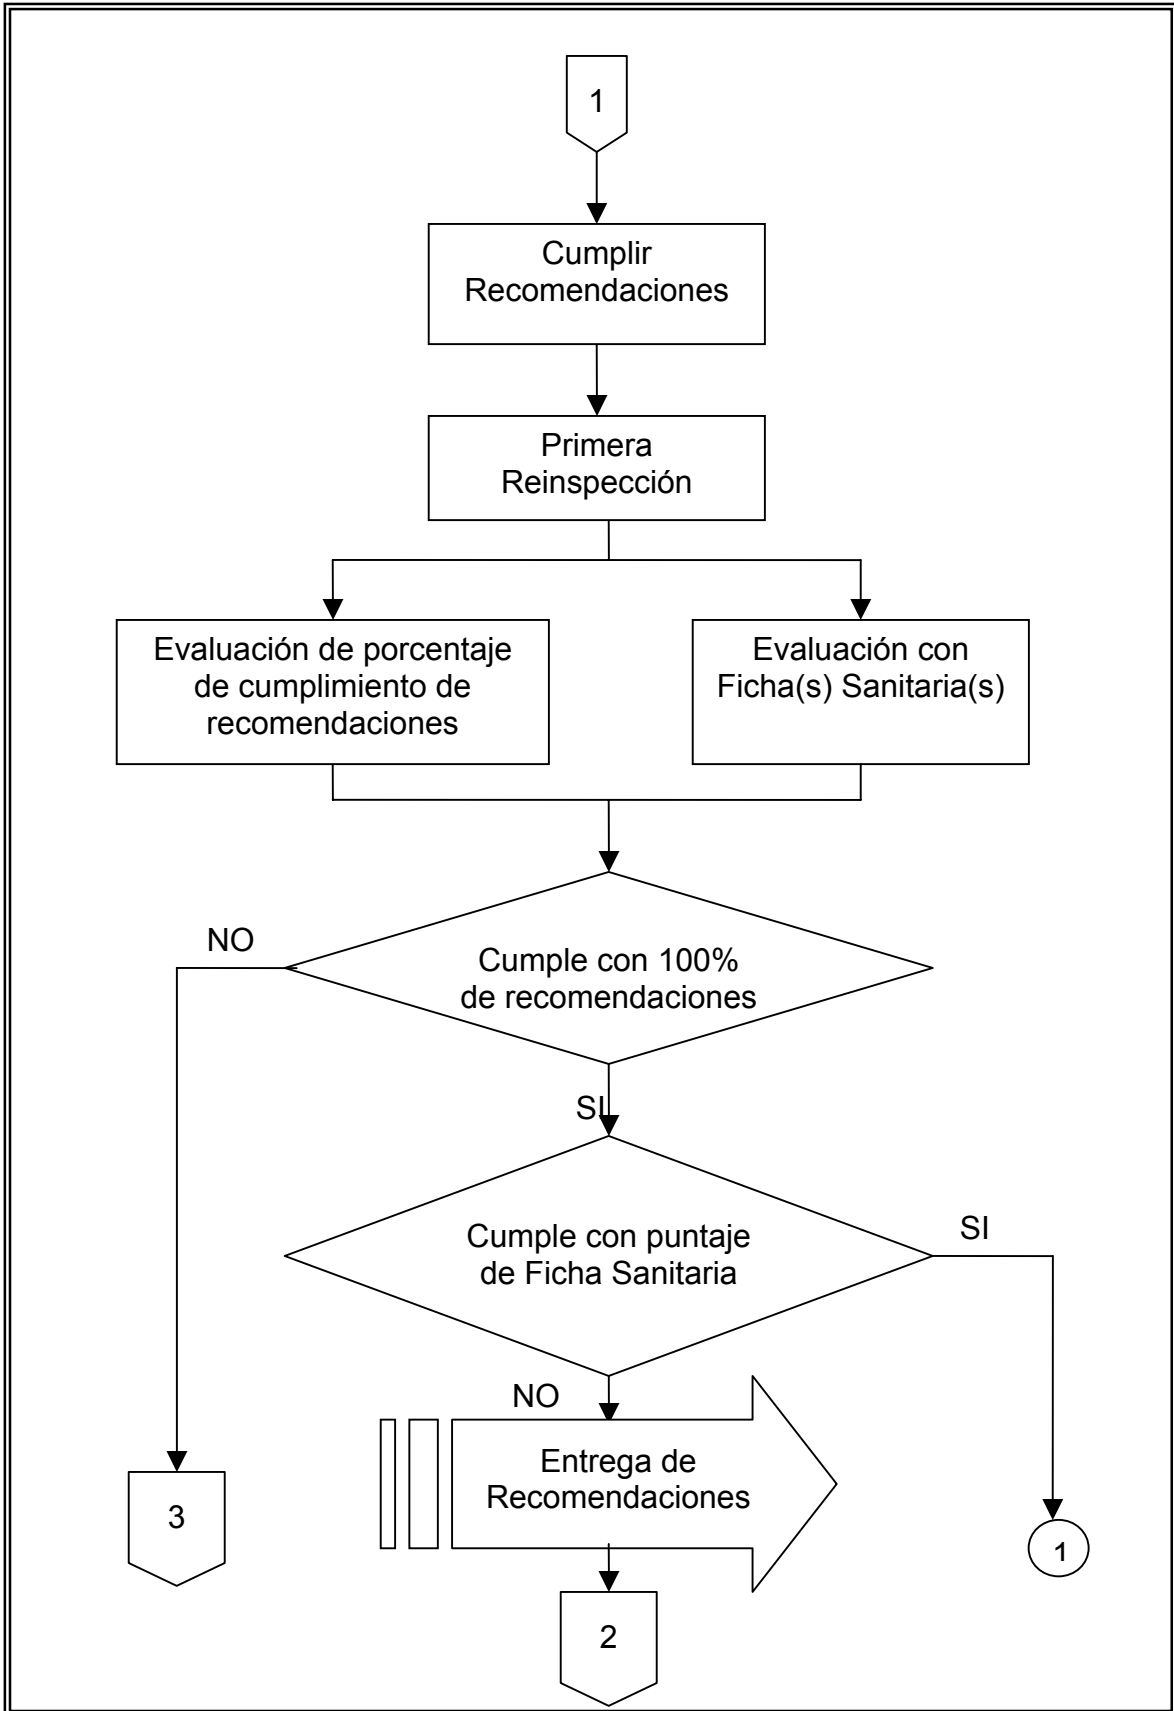 1
Cumplir
Recomendaciones
Primera
Reinspección
Evaluación de porcentaje
de cumplimiento de
recomendaciones
Evaluación con
Ficha(s) Sanitaria(s)
NO
Cumple con 100%
de recomendaciones
SI
Cumple con puntaje
de Ficha Sanitaria
SI
NO
Entrega de
Recomendaciones
3
1
2